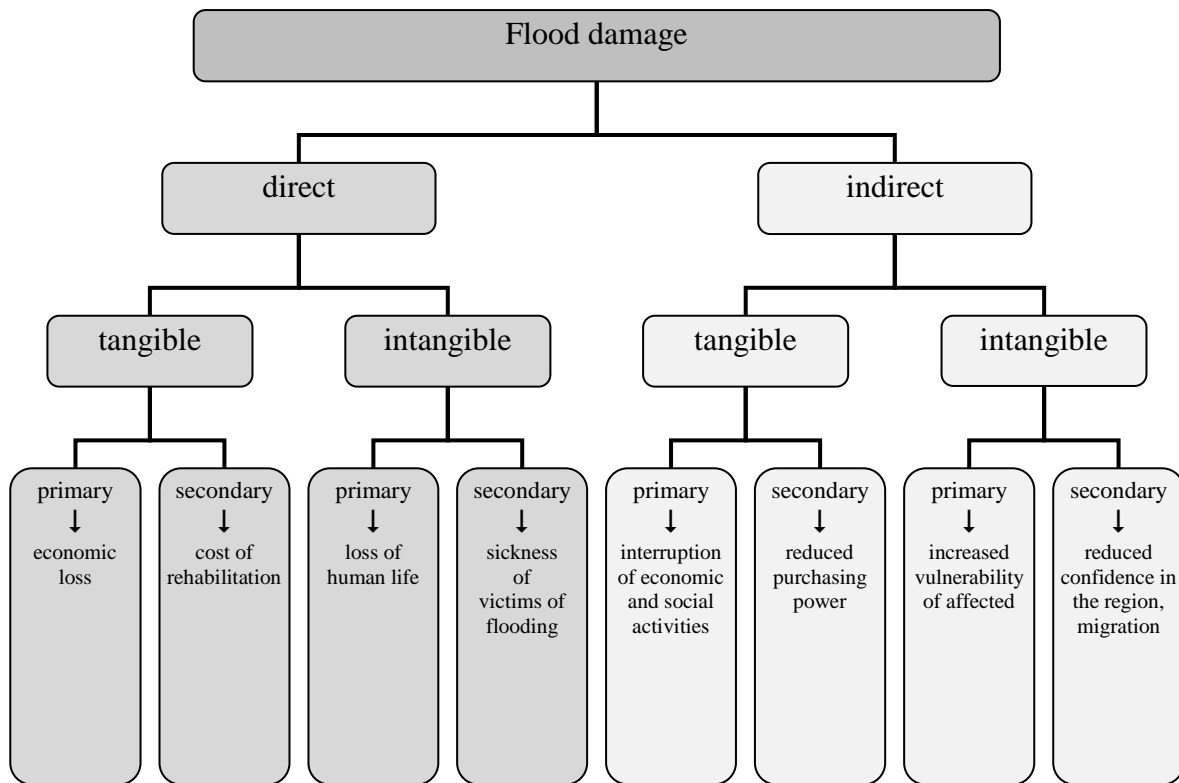 Flood damage
direct
indirect
tangible
intangible
tangible
intangible
primary
↓
economic
loss
secondary
↓
cost of
rehabilitation
primary
↓
loss of
human life
secondary
↓
sickness
of
victims of
flooding
primary
↓
interruption
of economic
and social
activities
secondary
↓
reduced
purchasing
power
primary
↓
increased
vulnerability
of affected
secondary
↓
reduced
confidence in
the region,
migration